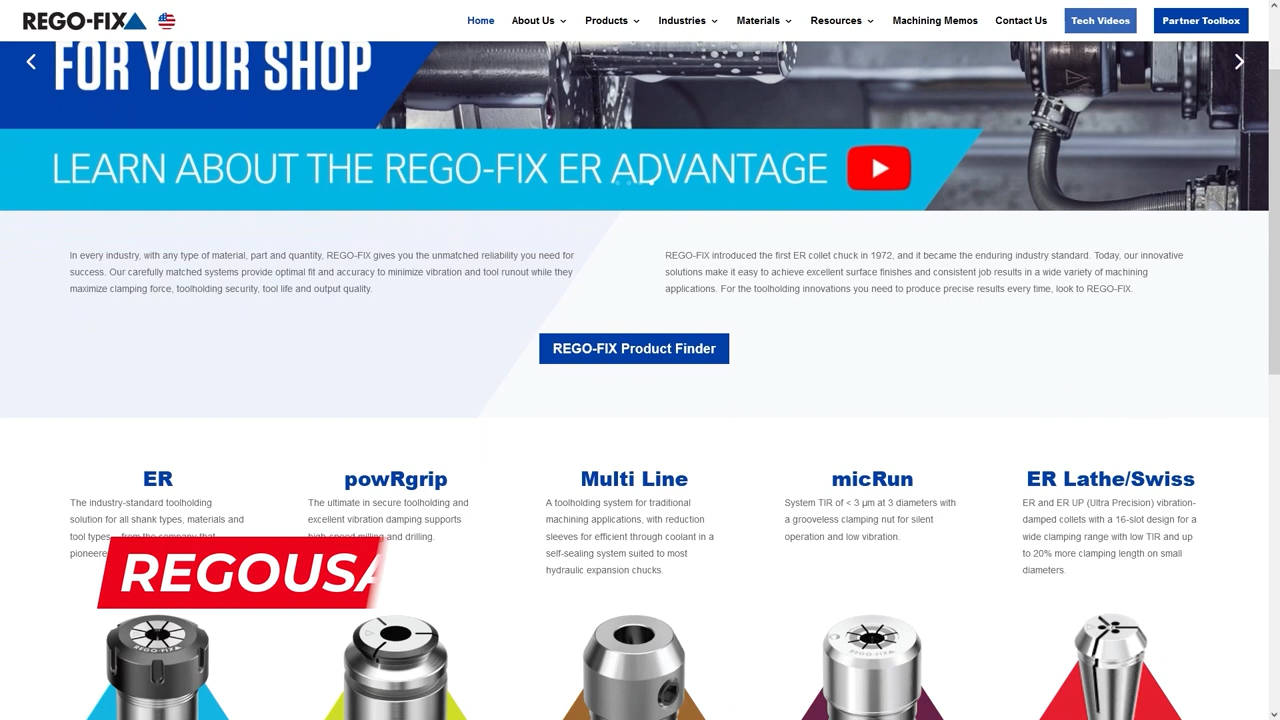 REGO-FIX
Home
About Us
Products
Industries
Materials
Resources
Machining Memos
Contact Us
Tech Videos
Partner Toolbox
FOR YOUR SHOP
LEARN ABOUT THE REGO-FIX ER ADVANTAGE
In every industry, with any type of material, part and quantity, REGO-FIX gives you the unmatched reliability you need for
success. Our carefully matched systems provide optimal fit and accuracy to minimize vibration and tool runout while they
maximize clamping force, toolholding security, tool life and output quality.
REGO-FIX introduced the first ER collet chuck in 1972, and it became the enduring industry standard. Today, our innovative
solutions make it easy to achieve excellent surface finishes and consistent job results in a wide variety of machining
applications. For the toolholding innovations you need to produce precise results every time, look to REGO-FIX.
REGO-FIX Product Finder
ER
The industry-standard toolholding
solution for all shank types, materials and
tool types – from the company that
pioneere
powRgrip
The ultimate in secure toolholding and
excellent vibration damping supports
high-speed milling and drilling.
Multi Line
A toolholding system for traditional
machining applications, with reduction
sleeves for efficient through coolant in a
self-sealing system suited to most
hydraulic expansion chucks.
micRun
System TIR of < 3 µm at 3 diameters with
a grooveless clamping nut for silent
operation and low vibration.
ER Lathe/Swiss
ER and ER UP (Ultra Precision) vibration-
damped collets with a 16-slot design for a
wide clamping range with low TIR and up
to 20% more clamping length on small
diameters.
REGOUSA
REGO-FIX
REGO-FIX